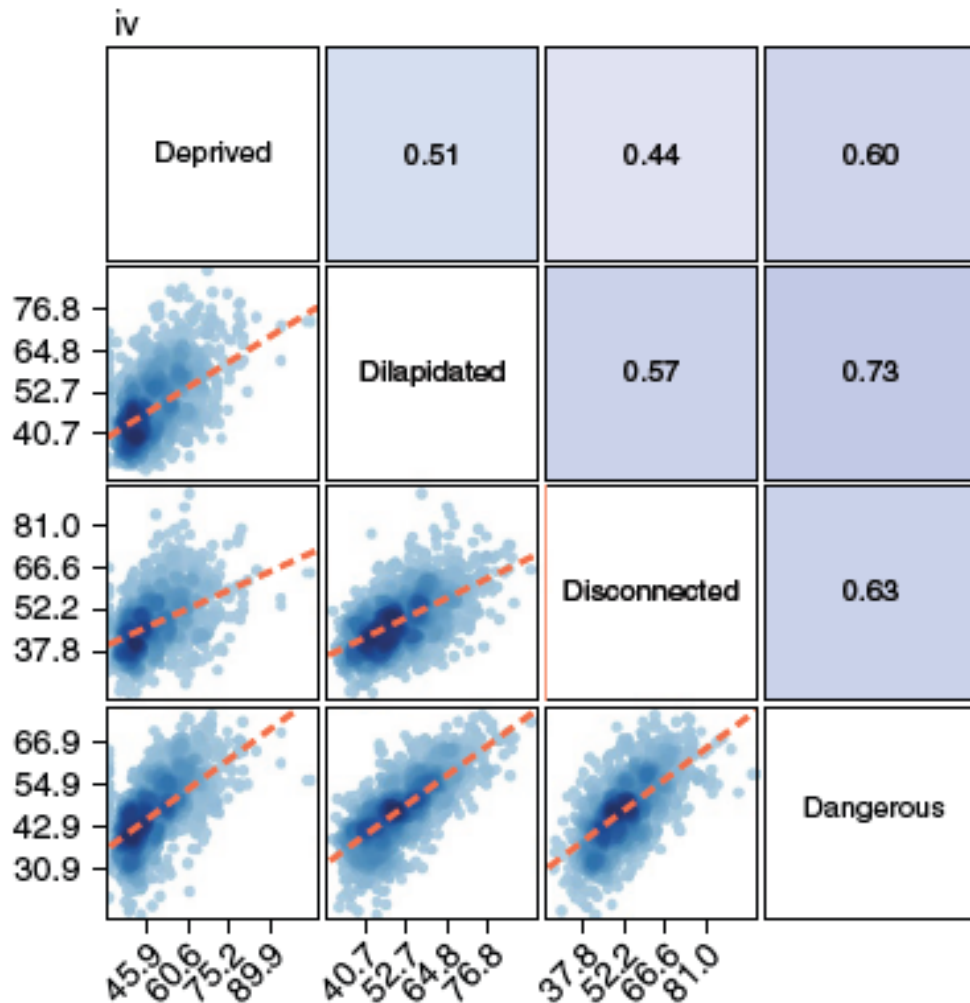 iv
Deprived 0.51 0.44 0.60
76.8
64.8
52.7
40.7
Dilapidated 0.57 0.73
81.0
66.6
52.2
37.8
Disconnected 0.63
66.9
54.9
42.9
30.9
Dangerous
45.9 60.6 75.2 89.9 40.7 52.7 64.8 76.8 37.8 52.2 66.6 81.0